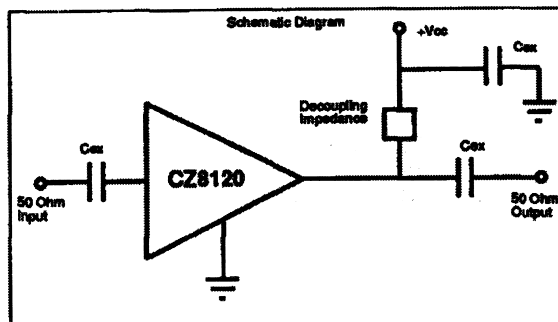 Schematic Diagram
+Vcc
Cex
Decoupling
Impedance
Cex
CZ8120
Cex
50 Ohm
Input
50 Ohm
Output